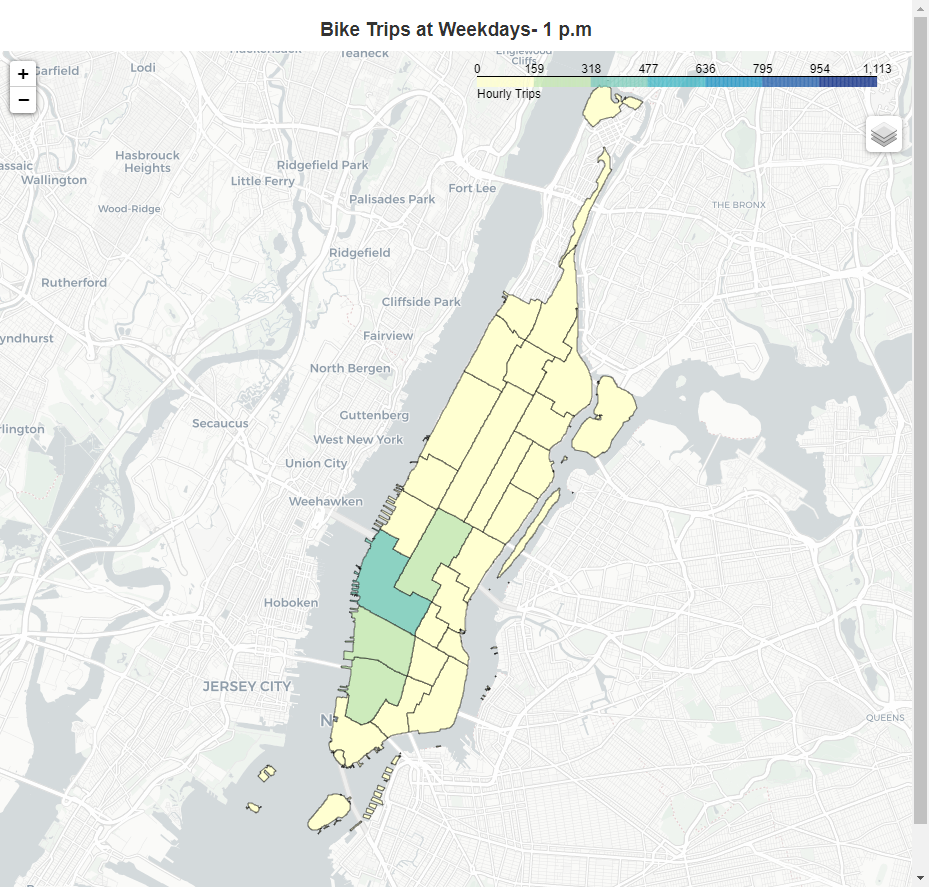 Bike Trips at Weekdays- 1 p.m
Hackensack
Teaneck
Englewood
Cliffs
+
−
Garfield
Lodi
0 159 318 477 636 795 954 1,113
Hourly Trips
assaic
Wallington
Hasbrouck
Heights
Ridgefield Park
Little Ferry
Fort Lee
Palisades Park
Wood-Ridge
THE BRONX
Ridgefield
Rutherford
Cliffside Park
yndhurst
Fairview
North Bergen
Guttenberg
Secaucus
rlington
West New York
Union City
Weehawken
Hoboken
JERSEY CITY
N
QUEENS